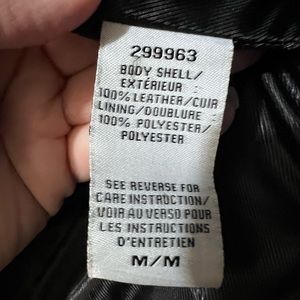 299963
BODY SHELL/
EXTÉRIEUR
100% LEATHER/CUIR
LINING/DOUBLURE
100% POLYESTER/
POLYESTER
SEE REVERSE FOR
CARE INSTRUCTION/
VOIR AU VERSO POUR
LES INSTRUCTIONS
D'ENTRETIEN
M/M